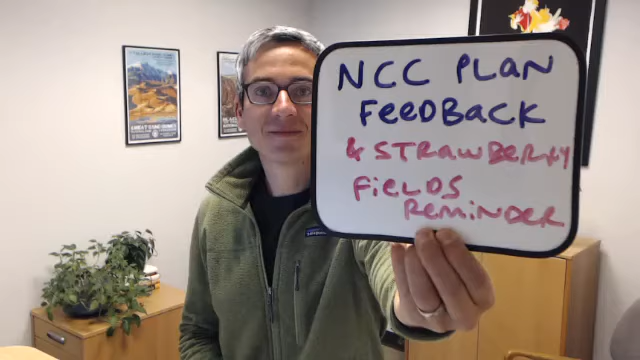 NCC PLAN
FEEDBACK
& STRAWBERRY
FIELDS
REMINDER